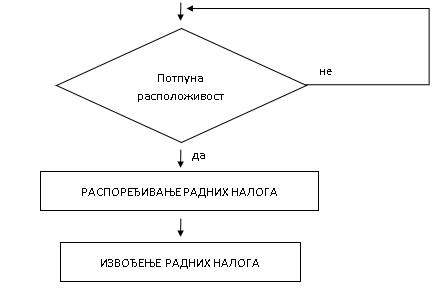 Потпуна
расположивост
не
да
РАСПОРЕЂИВАЊЕ РАДНИХ НАЛОГА
ИЗВОЂЕЊЕ РАДНИХ НАЛОГА